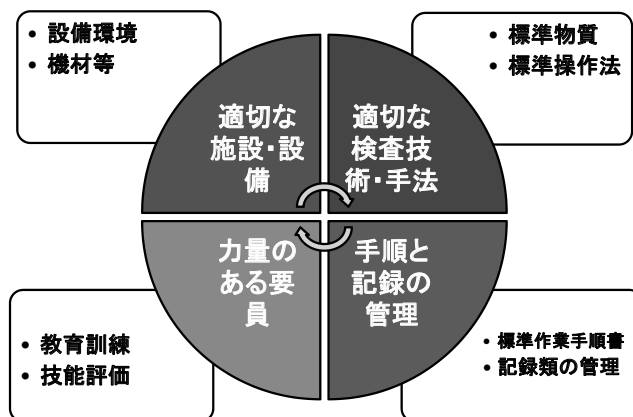 • 設備環境
• 機材等
• 標準物質
• 標準操作法
適切な
施設・設
備
適切な
検査技
術・手法
力量の
ある要
員
手順と
記録の
管理
• 教育訓練
• 技能評価
• 標準作業手順書
• 記録類の管理